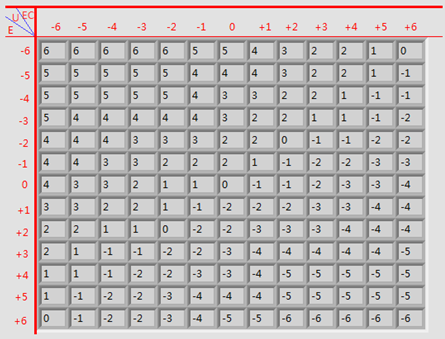 U EC
E -6 -5 -4 -3 -2 -1 0 +1 +2 +3 +4 +5 +6
-6 6 6 6 6 6 5 5 4 3 2 2 1 0
-5 5 5 5 5 5 4 4 4 3 2 2 1 -1
-4 5 5 5 5 4 3 3 2 2 1 -1 -1
-3 5 4 4 4 4 4 3 2 2 1 1 -1 -2
-2 4 4 4 3 3 3 2 2 0 -1 -1 -2 -2
-1 4 4 3 3 2 2 2 1 -1 -2 -2 -3 -3
0 4 3 3 2 1 1 0 -1 -1 -2 -3 -3 -4
+1 3 3 2 2 1 -1 -2 -2 -2 -3 -3 -4 -4
+2 2 2 1 1 0 -2 -2 -3 -3 -3 -4 -4 -4
+3 2 1 -1 -1 -2 -2 -3 -4 -4 -4 -4 -4 -5
+4 1 1 -1 -2 -2 -3 -3 -4 -5 -5 -5 -5 -5
+5 1 -1 -2 -2 -3 -4 -4 -4 -5 -5 -5 -5 -5
+6 0 -1 -2 -2 -3 -4 -5 -5 -6 -6 -6 -6 -6